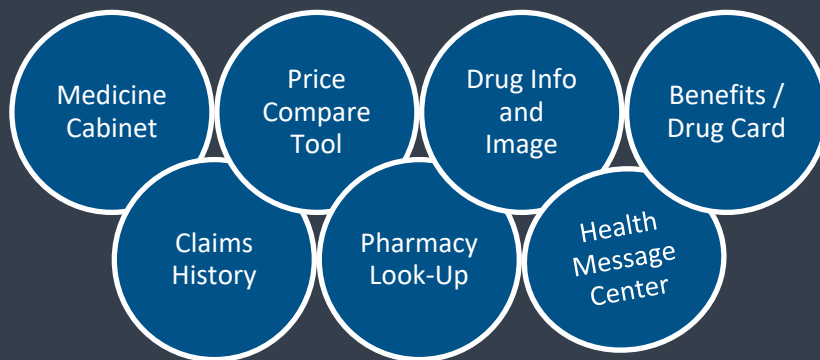 Medicine
Cabinet
Price
Compare
Tool
Drug Info
and
Image
Benefits /
Drug Card
Claims
History
Pharmacy
Look-Up
Health
Message
Center